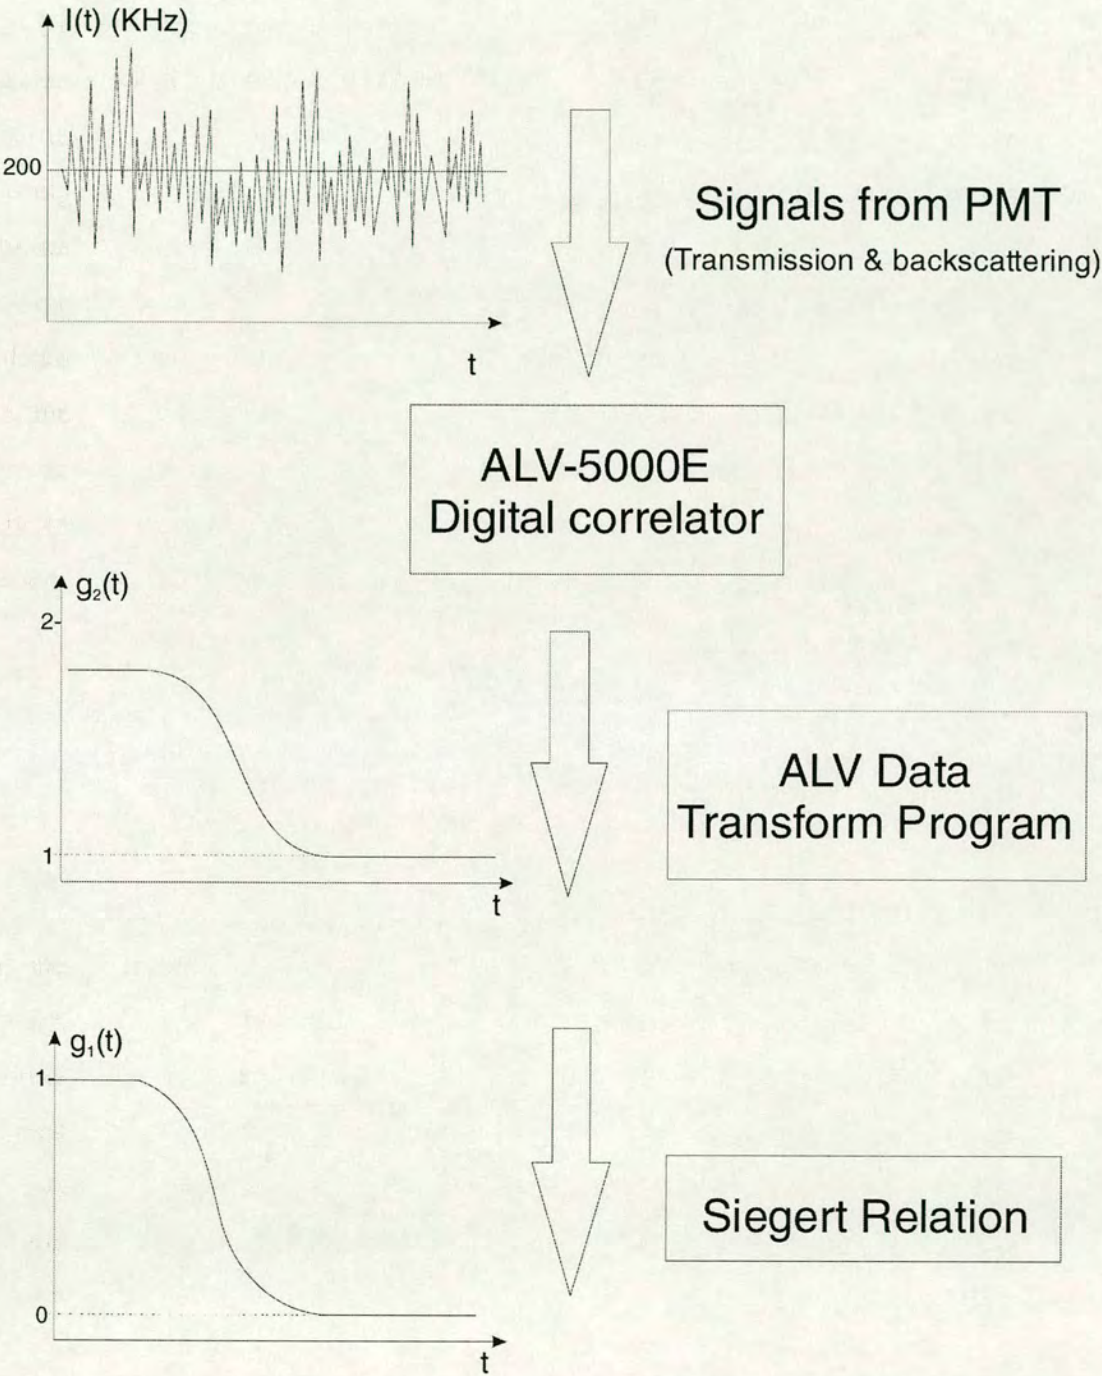 I(t) (KHz)
200
t
Signals from PMT
(Transmission & backscattering)
ALV-5000E
Digital correlator
g₂(t)
2
1
t
ALV Data
Transform Program
g₁(t)
1
0
t
Siegert Relation